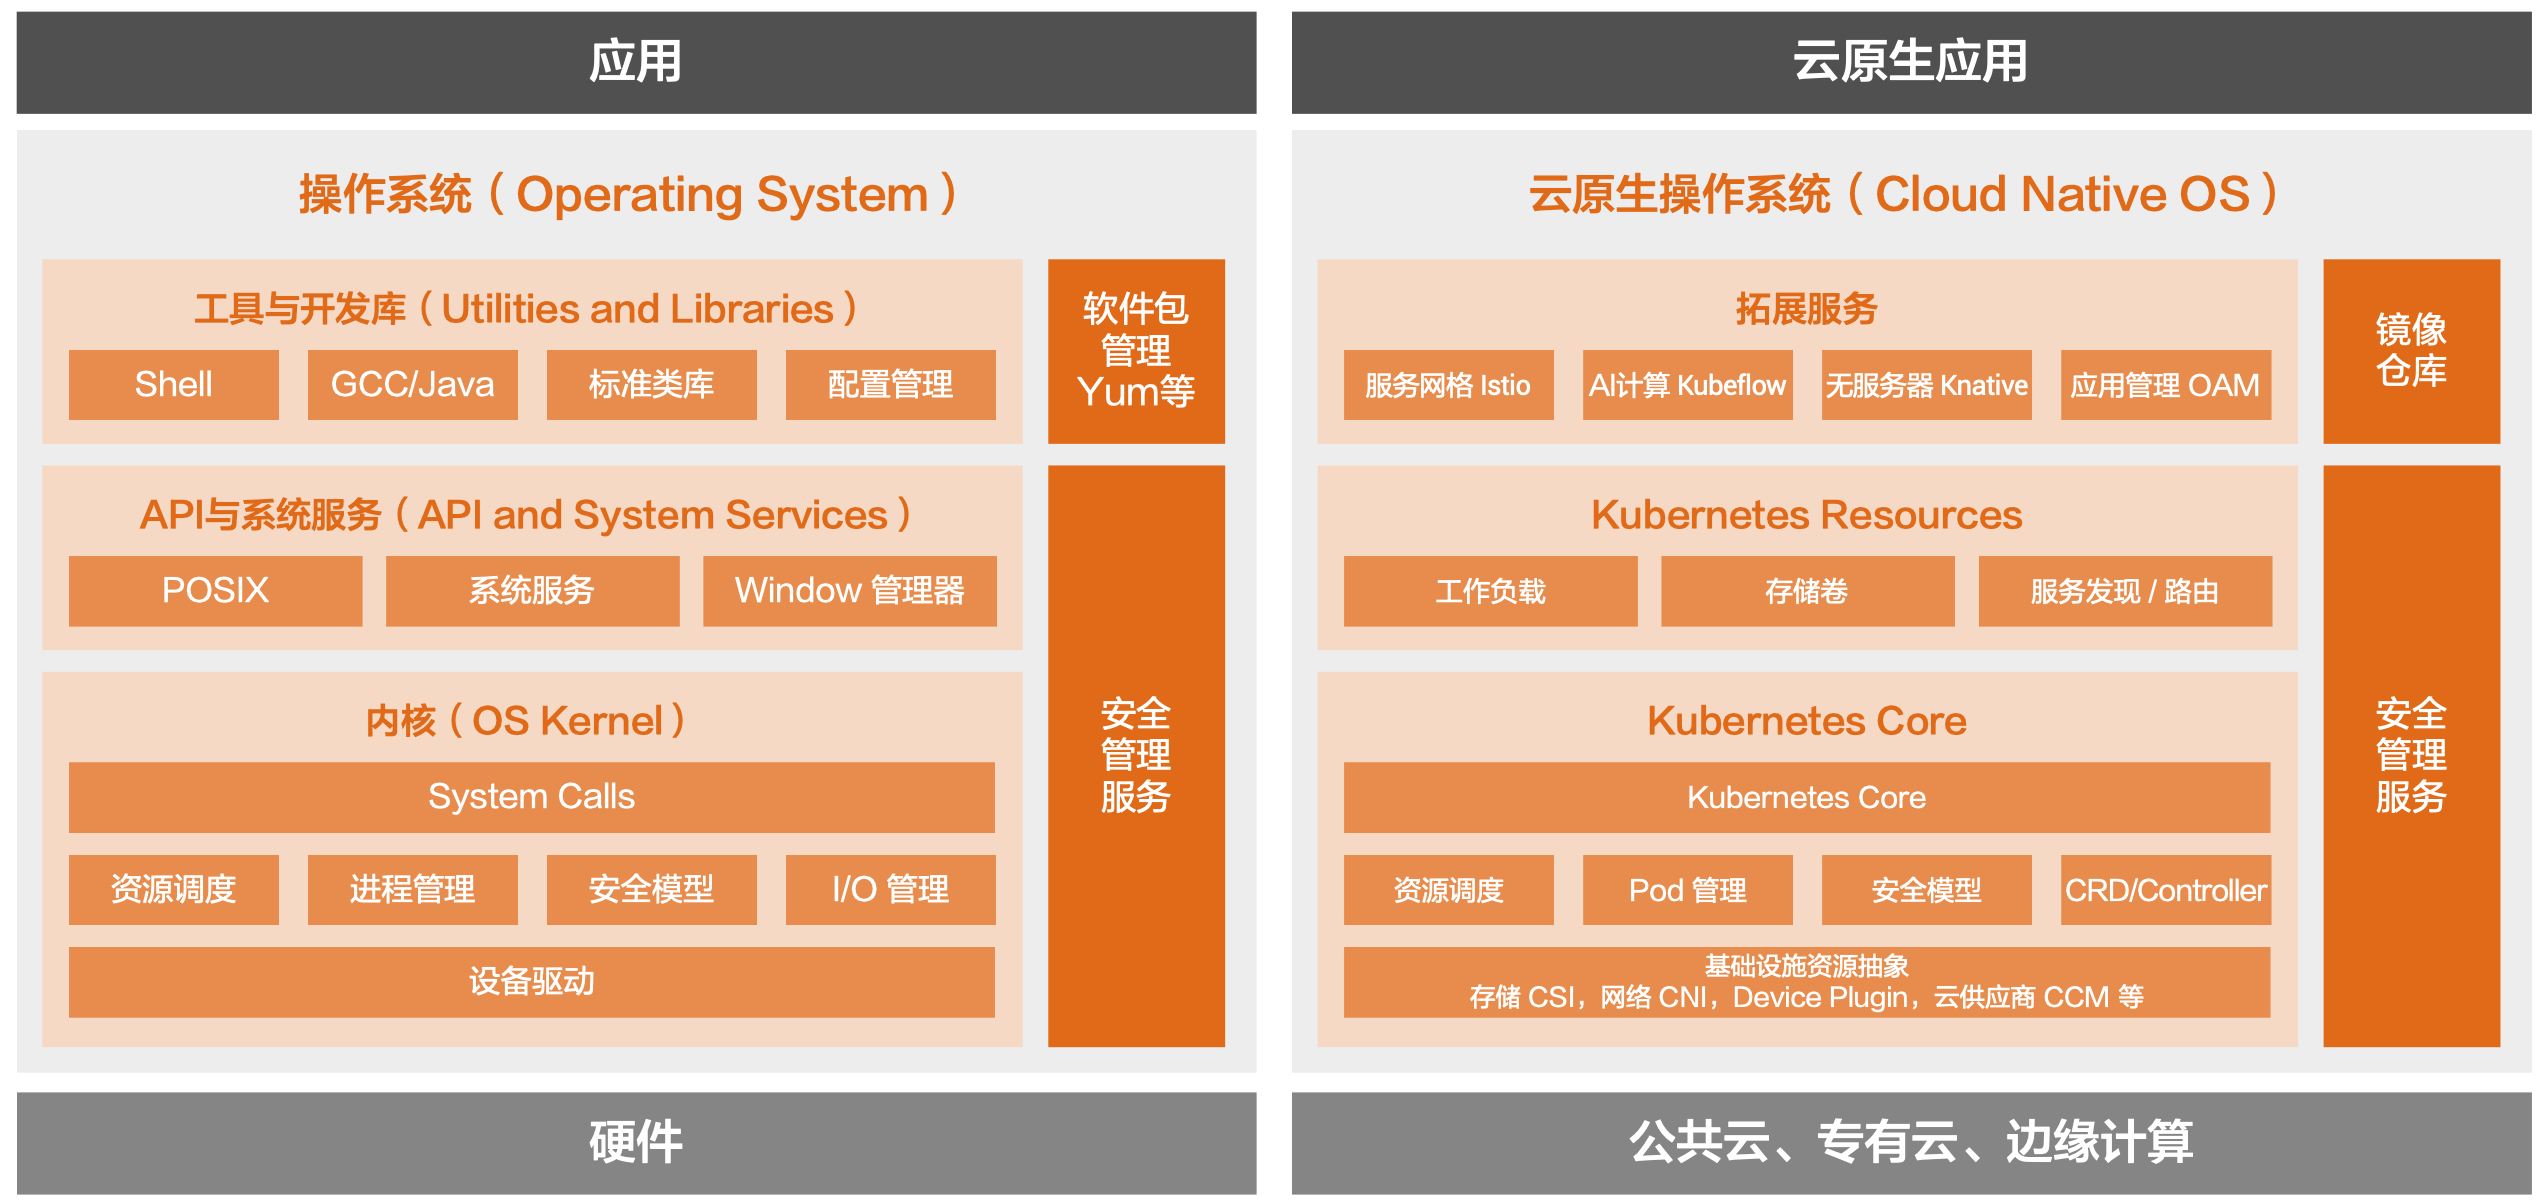 应用
操作系统（Operating System）
工具与开发库（Utilities and Libraries）
Shell
GCC/Java
标准类库
配置管理
软件包
管理
Yum等
API与系统服务（API and System Services）
POSIX
系统服务
Window 管理器
内核（OS Kernel）
System Calls
资源调度
进程管理
安全模型
I/O 管理
设备驱动
安全
管理
服务
硬件
云原生应用
云原生操作系统（Cloud Native OS）
拓展服务
服务网格 Istio
AI计算 Kubeflow
无服务器 Knative
应用管理 OAM
镜像
仓库
Kubernetes Resources
工作负载
存储卷
服务发现 / 路由
Kubernetes Core
Kubernetes Core
资源调度
Pod 管理
安全模型
CRD/Controller
基础设施资源抽象
存储 CSI，网络 CNI，Device Plugin，云供应商 CCM 等
安全
管理
服务
公共云、专有云、边缘计算